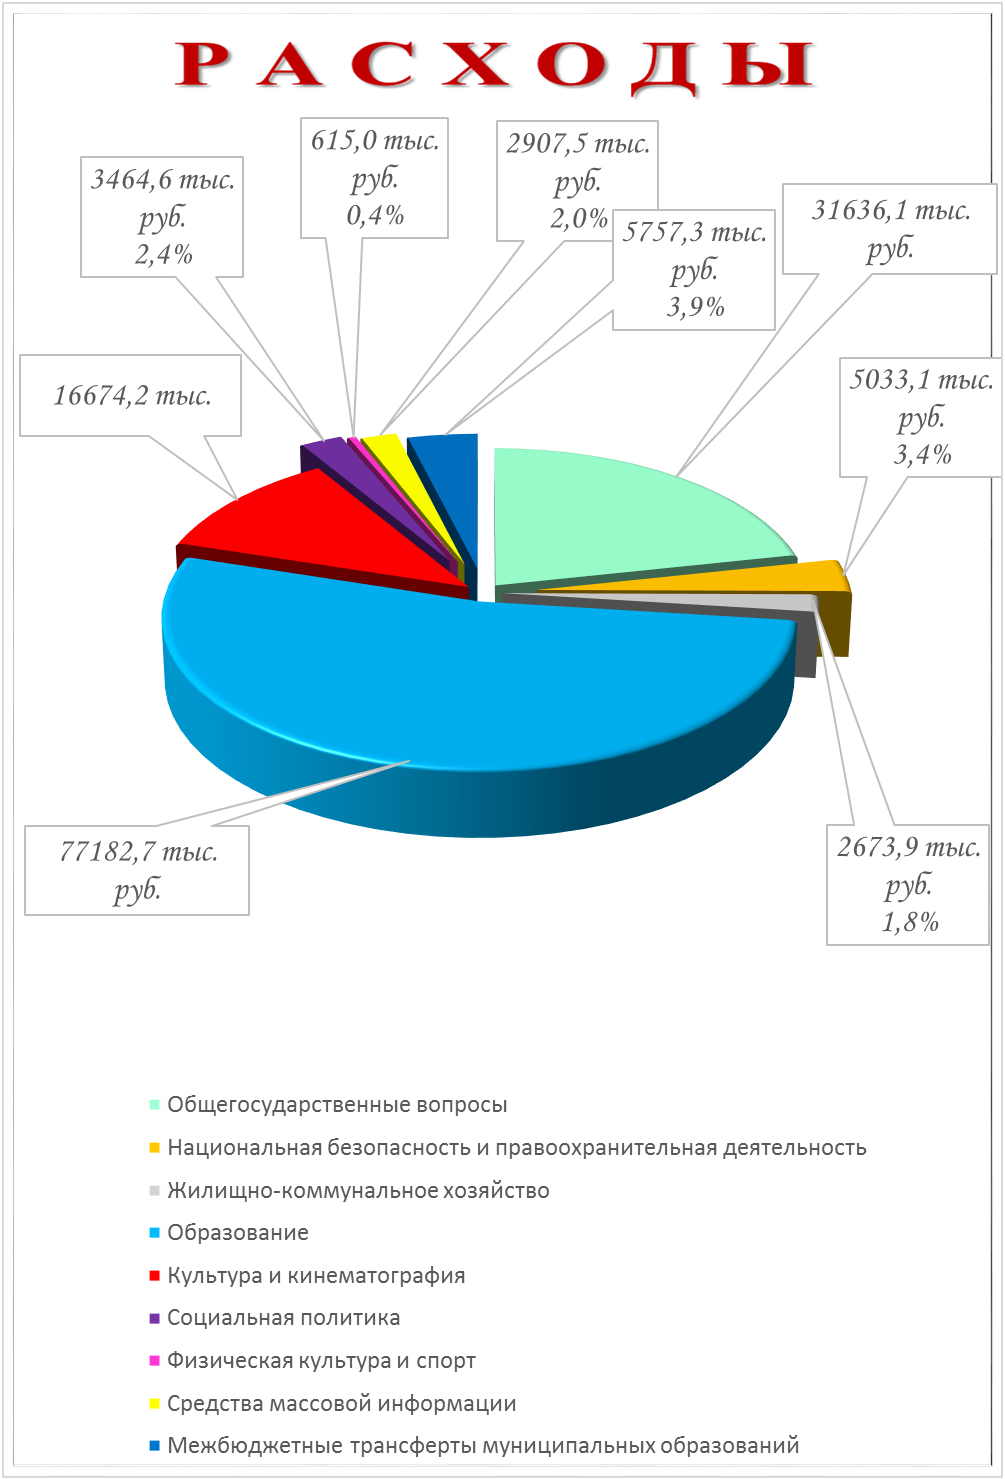 РАСХОДЫ
615,0 тыс.
руб.
0,4%
2907,5 тыс.
руб.
2,0%
3464,6 тыс.
руб.
2,4%
31636,1 тыс.
руб.
5757,3 тыс.
руб.
3,9%
16674,2 тыс.
5033,1 тыс.
руб.
3,4%
77182,7 тыс.
руб.
2673,9 тыс.
руб.
1,8%
Общегосударственные вопросы
Национальная безопасность и правоохранительная деятельность
Жилищно-коммунальное хозяйство
Образование
Культура и кинематография
Социальная политика
Физическая культура и спорт
Средства массовой информации
Межбюджетные трансферты муниципальных образований